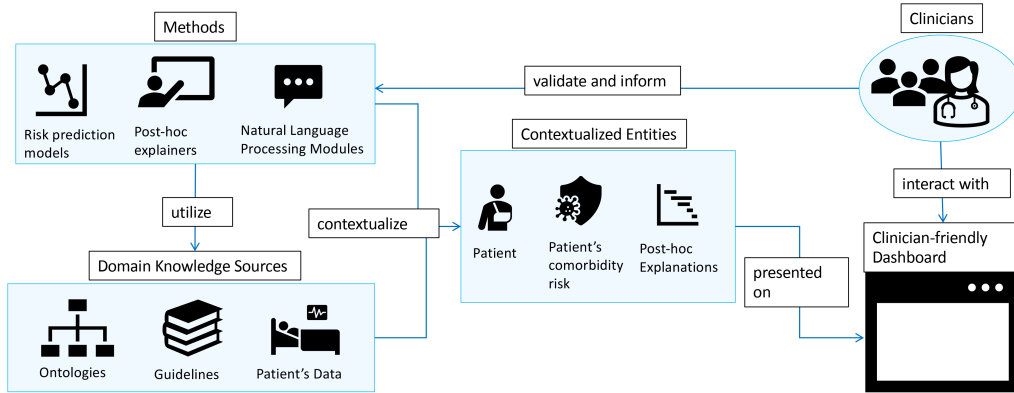 Methods
Risk prediction
models
Post-hoc
explainers
Natural Language
Processing Modules
utilize
Domain Knowledge Sources
Ontologies
Guidelines
Patient's Data
contextualize
validate and inform
Contextualized Entities
Patient
Patient's
comorbidity
risk
Post-hoc
Explanations
presented
on
Clinicians
interact with
Clinician-friendly
Dashboard